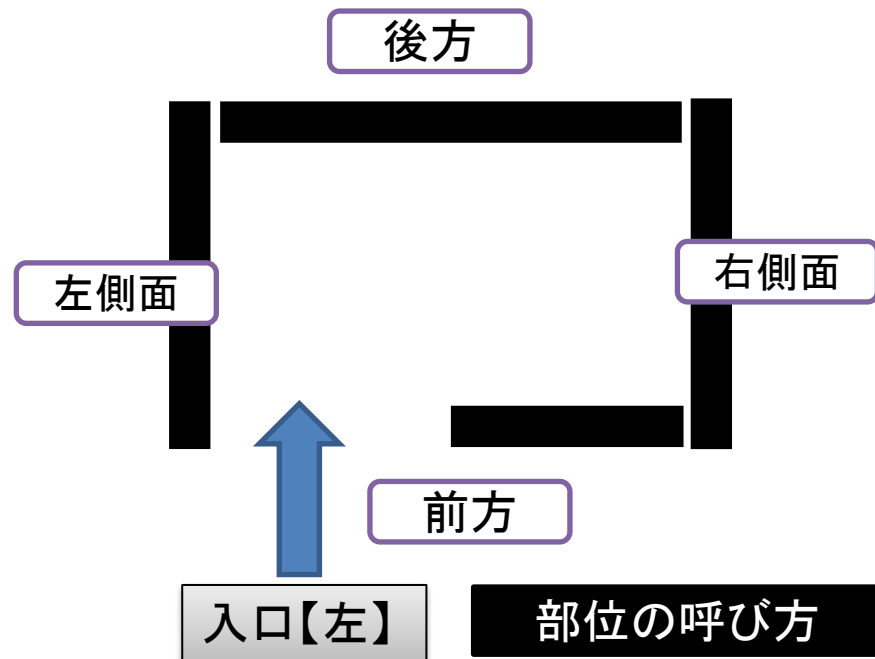 後方
左側面
右側面
前方
入口【左】
部位の呼び方